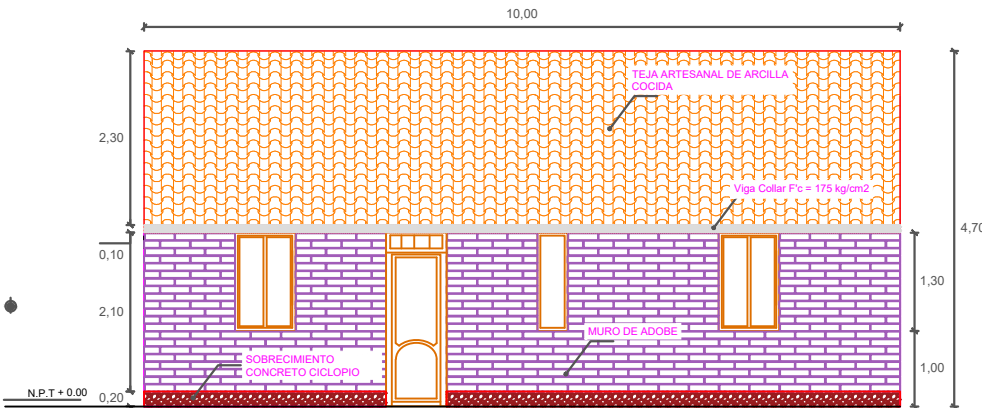 10,00
TEJA ARTESANAL DE ARCILLA
COCIDA
2,30
Viga Collar F'c = 175 kg/cm2
4,70
0,10
1,30
2,10
MURO DE ADOBE
SOBRECIMIENTO
CONCRETO CICLOPIO
1,00
N.P.T + 0.00
0,20